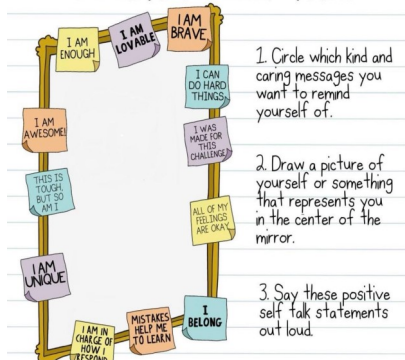 I AM
ENOUGH
I AM
LOVABLE
I AM
BRAVE
I CAN
DO HARD
THINGS
I AM
AWESOME!
I WAS
MADE FOR
THIS
CHALLENGE
THIS IS
TOUGH,
BUT SO
AM I
ALL OF MY
FEELINGS
ARE OKAY
I AM
UNIQUE
I AM IN
CHARGE OF
HOW I
RESPOND
MISTAKES
HELP ME
TO LEARN
I
BELONG
1. Circle which kind and
caring messages you
want to remind
yourself of.
2. Draw a picture of
yourself or something
that represents you
in the center of the
mirror.
3. Say these positive
self talk statements
out loud.